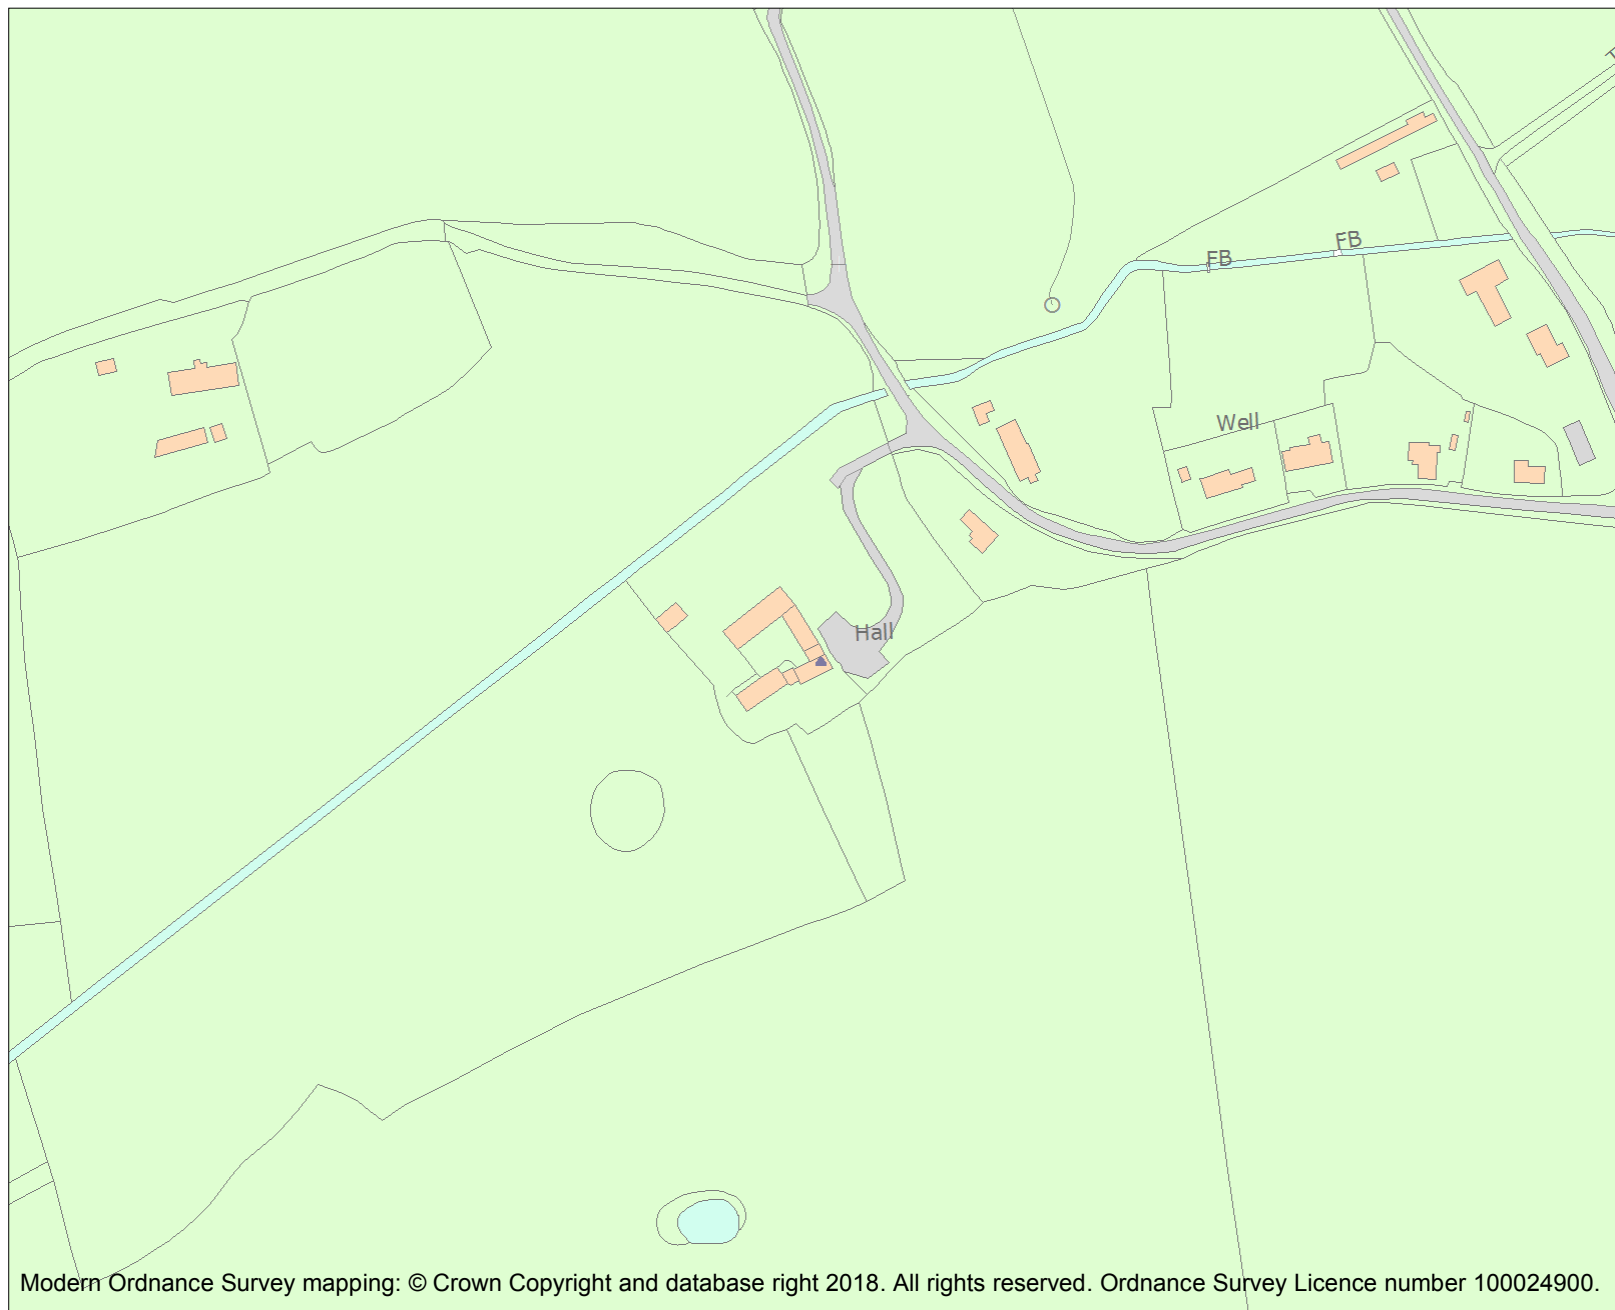 FB
FB
Well
Hall
Modern Ordnance Survey mapping: © Crown Copyright and database right 2018. All rights reserved. Ordnance Survey Licence number 100024900.